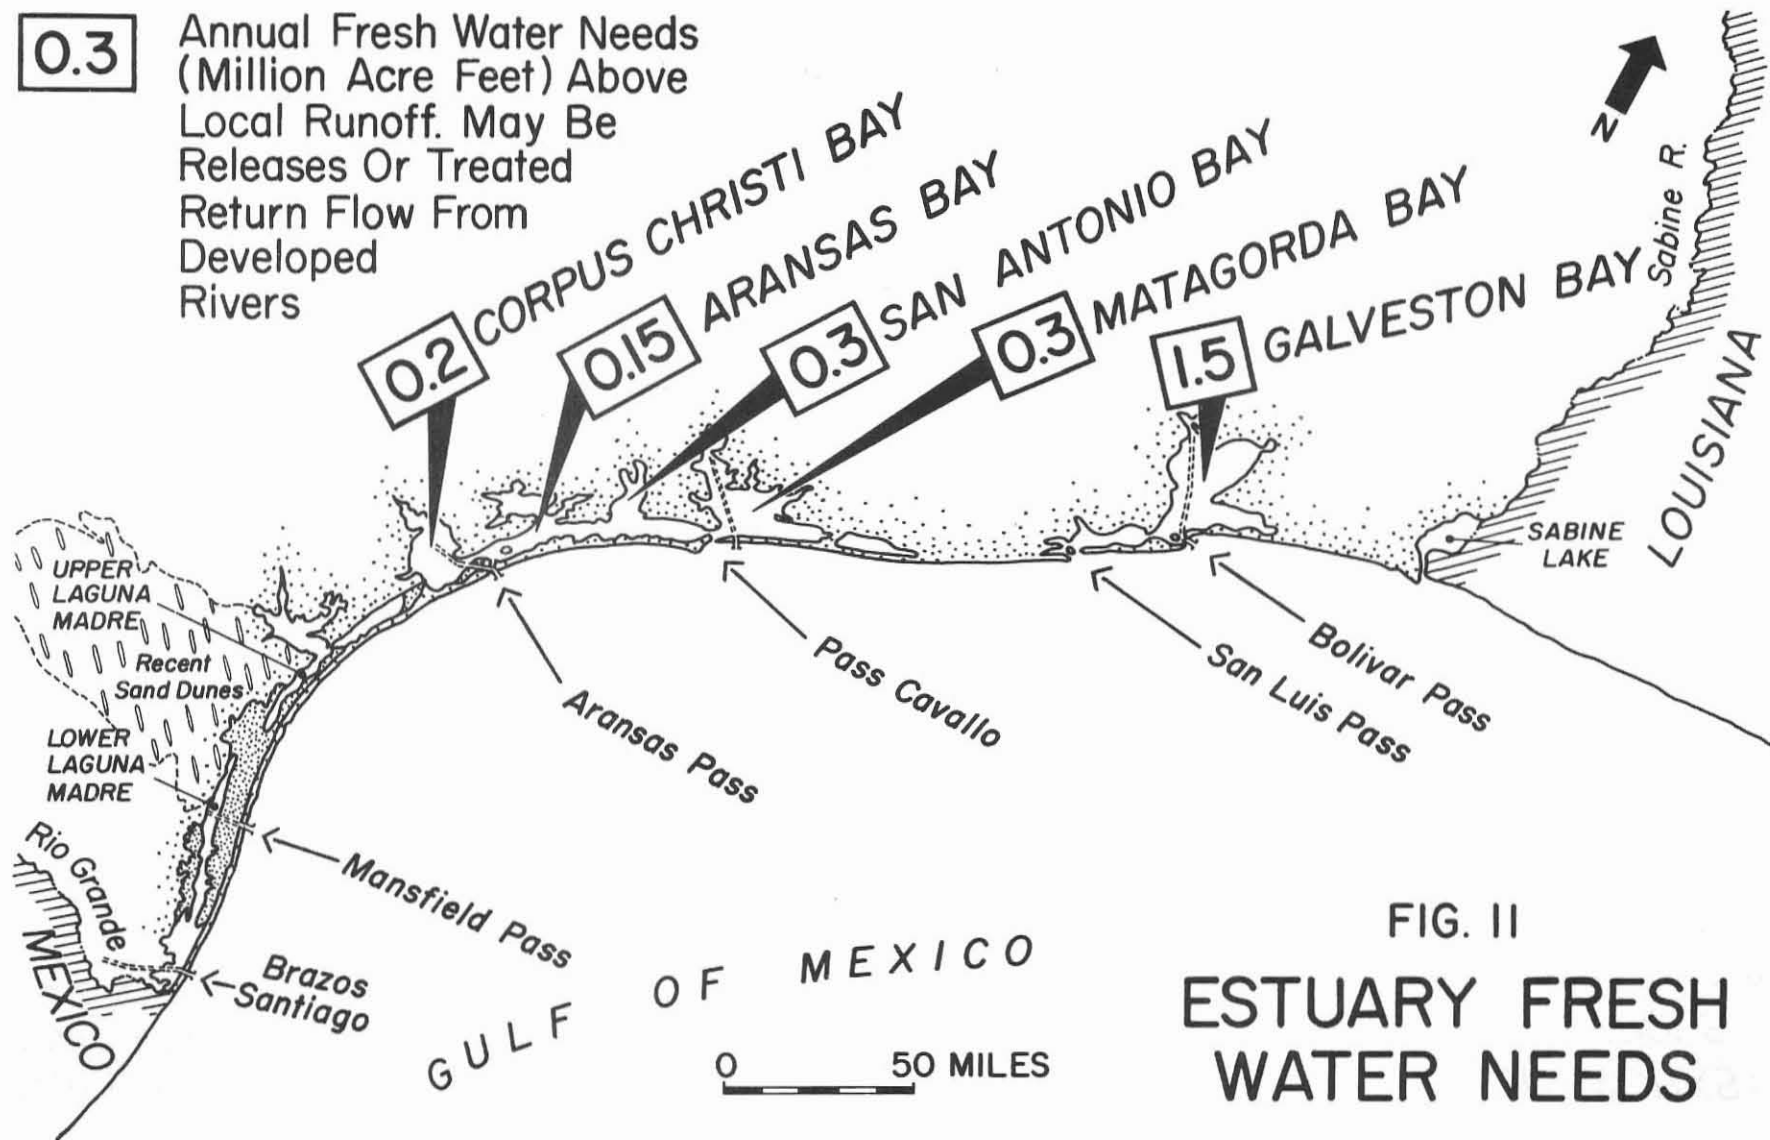 0.3
Annual Fresh Water Needs
(Million Acre Feet) Above
Local Runoff. May Be
Releases Or Treated
Return Flow From
Developed
Rivers
0.2 CORPUS CHRISTI BAY
0.15 ARANSAS BAY
0.3 SAN ANTONIO BAY
0.3 MATAGORDA BAY
1.5 GALVESTON BAY
N
Sabine R.
LOUISIANA
SABINE
LAKE
UPPER
LAGUNA
MADRE
Recent
Sand Dunes
LOWER
LAGUNA
MADRE
Rio Grande
MEXICO
Brazos
Santiago
Mansfield Pass
Aransas Pass
Pass Cavallo
San Luis Pass
Bolivar Pass
GULF OF MEXICO
0 50 MILES
FIG. 11
ESTUARY FRESH
WATER NEEDS